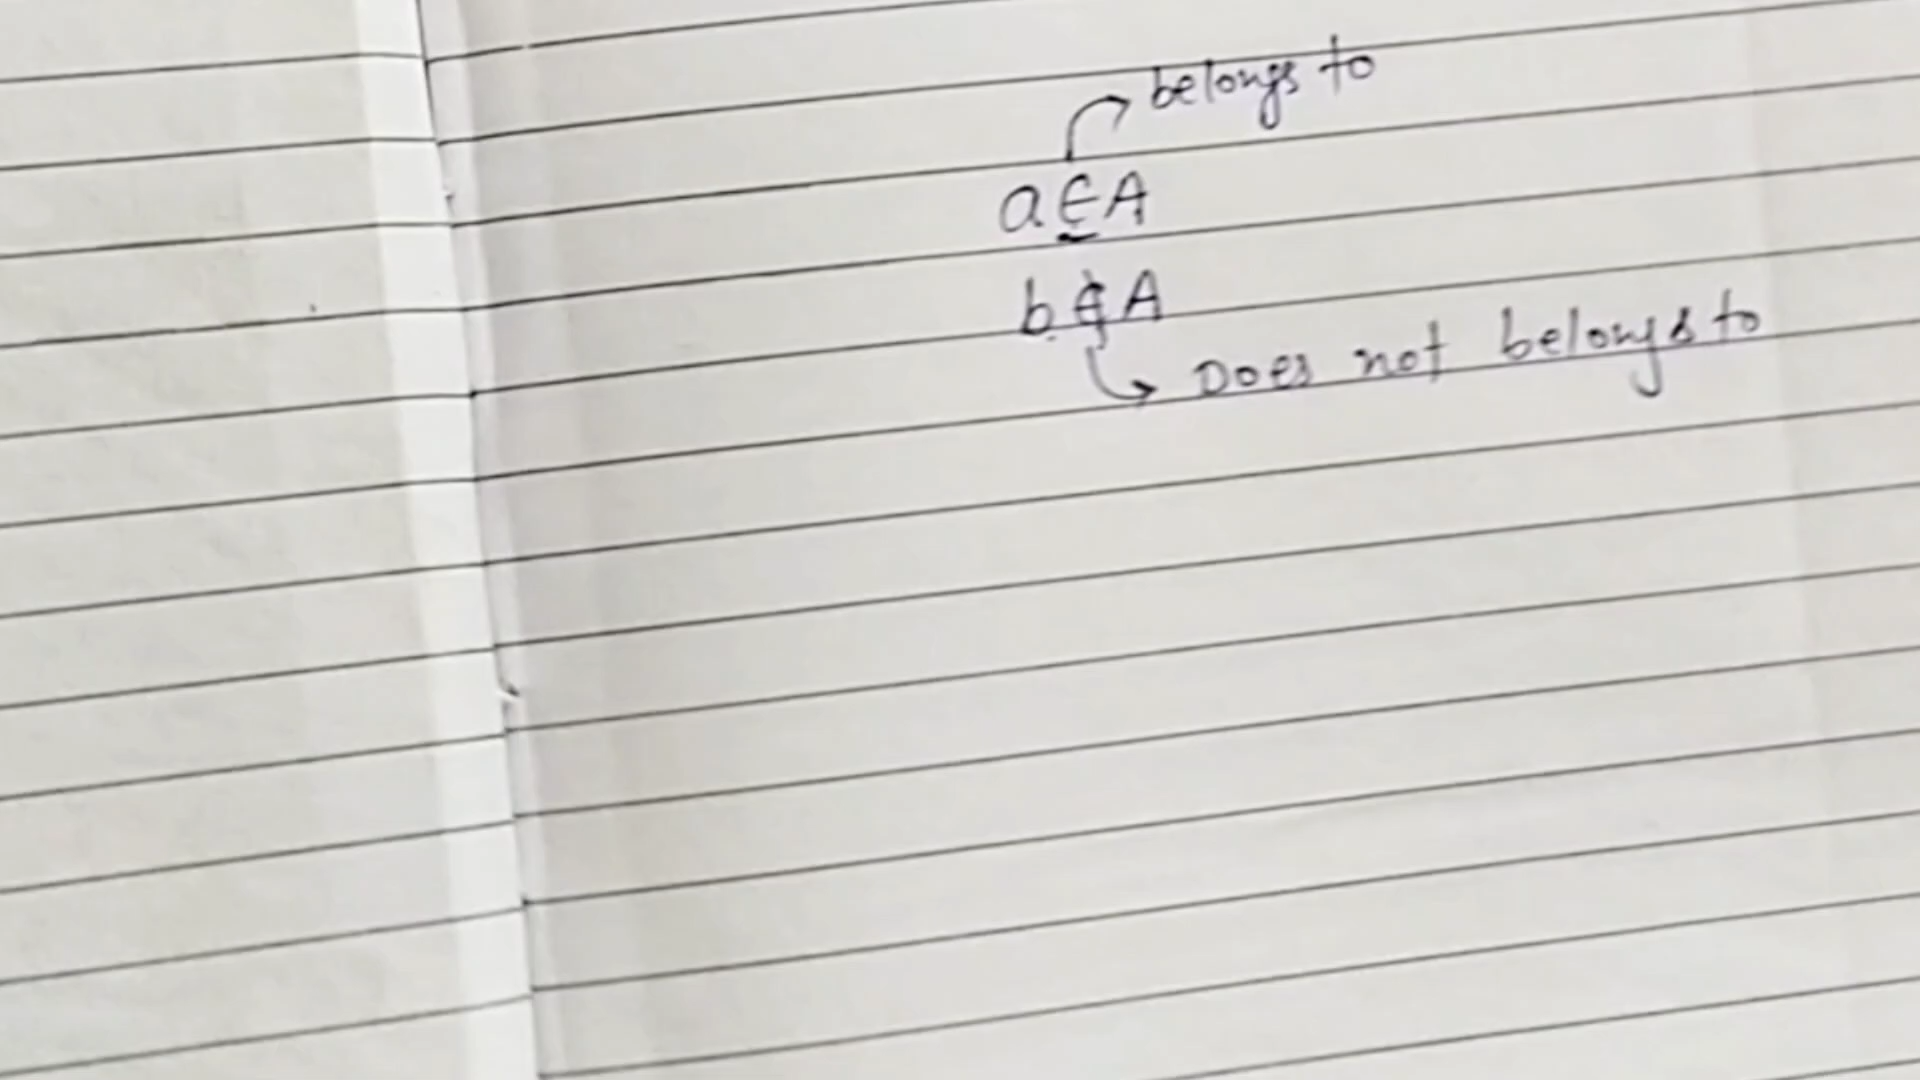 belongs to
a ∈ A
b ∉ A
Does not belongs to